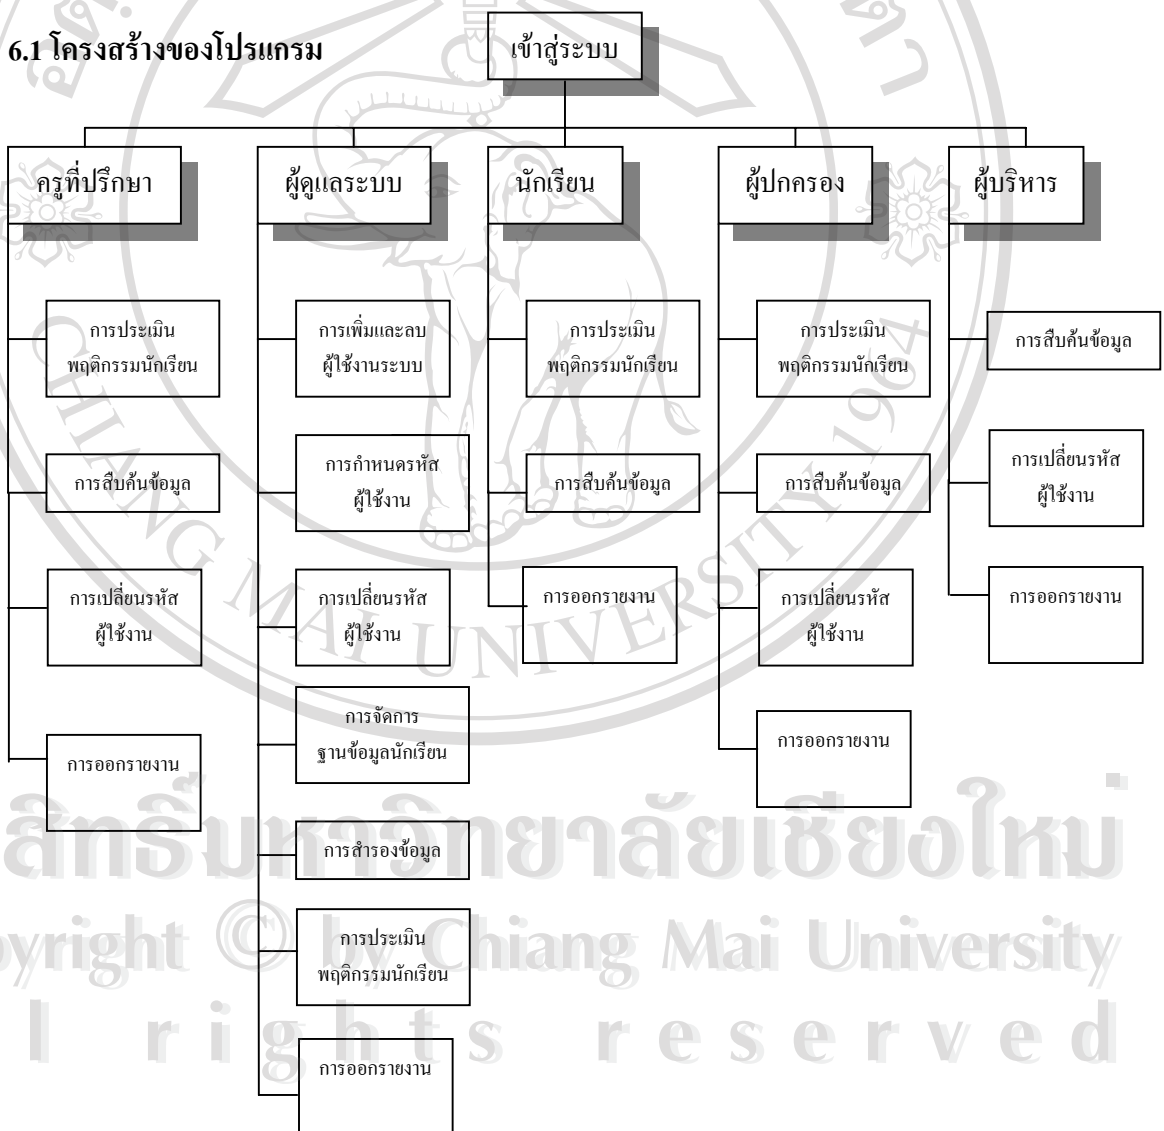 6.1 โครงสร้างของโปรแกรม
เข้าสู่ระบบ
ครูที่ปรึกษา
การประเมิน
พฤติกรรมนักเรียน
การสืบค้นข้อมูล
การเปลี่ยนรหัส
ผู้ใช้งาน
การออกรายงาน
ผู้ดูแลระบบ
การเพิ่มและลบ
ผู้ใช้งานระบบ
การกำหนดรหัส
ผู้ใช้งาน
การเปลี่ยนรหัส
ผู้ใช้งาน
การจัดการ
ฐานข้อมูลนักเรียน
การสำรองข้อมูล
การประเมิน
พฤติกรรมนักเรียน
การออกรายงาน
นักเรียน
การประเมิน
พฤติกรรมนักเรียน
การสืบค้นข้อมูล
การออกรายงาน
ผู้ปกครอง
การประเมิน
พฤติกรรมนักเรียน
การสืบค้นข้อมูล
การเปลี่ยนรหัส
ผู้ใช้งาน
การออกรายงาน
ผู้บริหาร
การสืบค้นข้อมูล
การเปลี่ยนรหัส
ผู้ใช้งาน
การออกรายงาน
CHIANG MAI UNIVERSITY 1964
สิทธิ์มหาวิทยาลัยเชียงใหม่
yright © by Chiang Mai University
l rights reserved